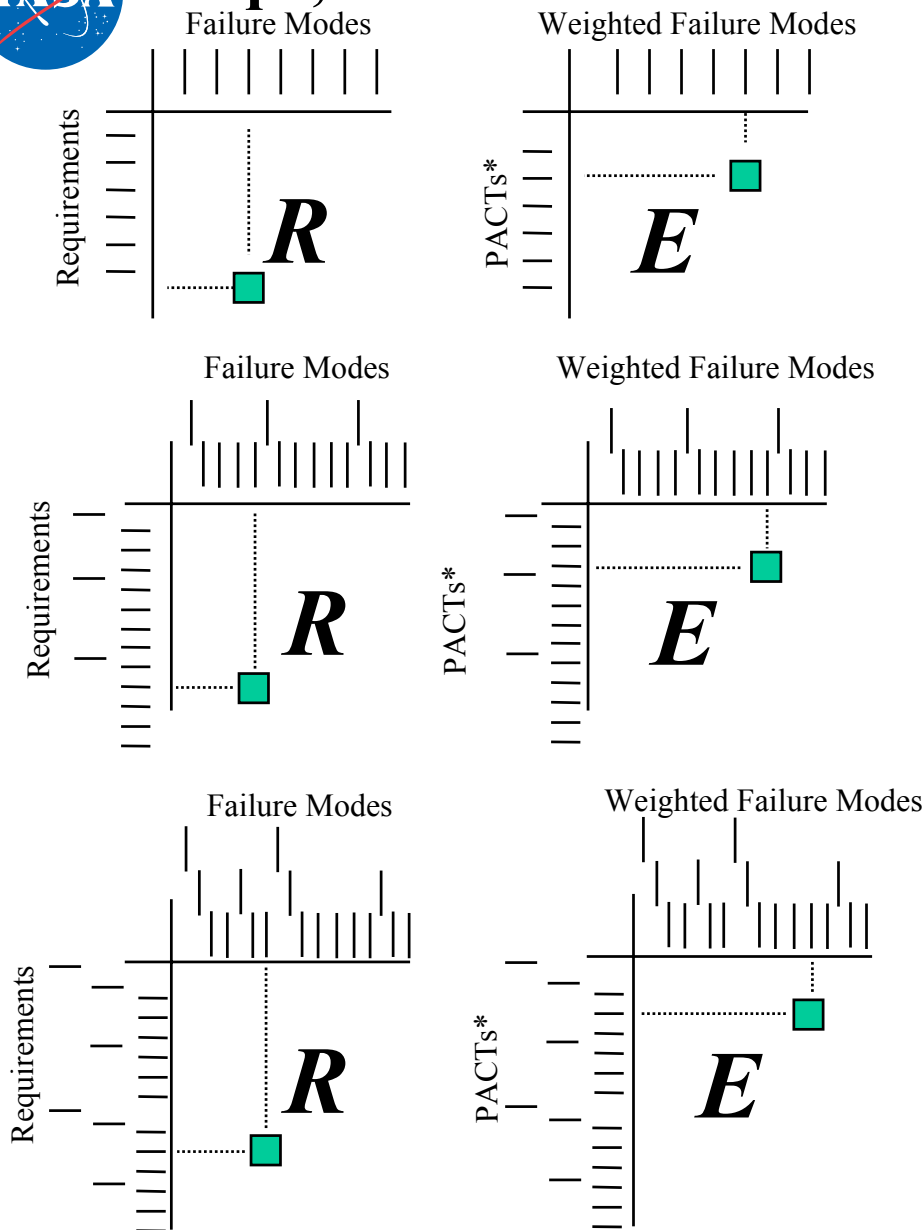 Failure Modes
Weighted Failure Modes
Requirements
R
PACTs*
E
Failure Modes
Weighted Failure Modes
Requirements
R
PACTs*
E
Failure Modes
Weighted Failure Modes
Requirements
R
PACTs*
E